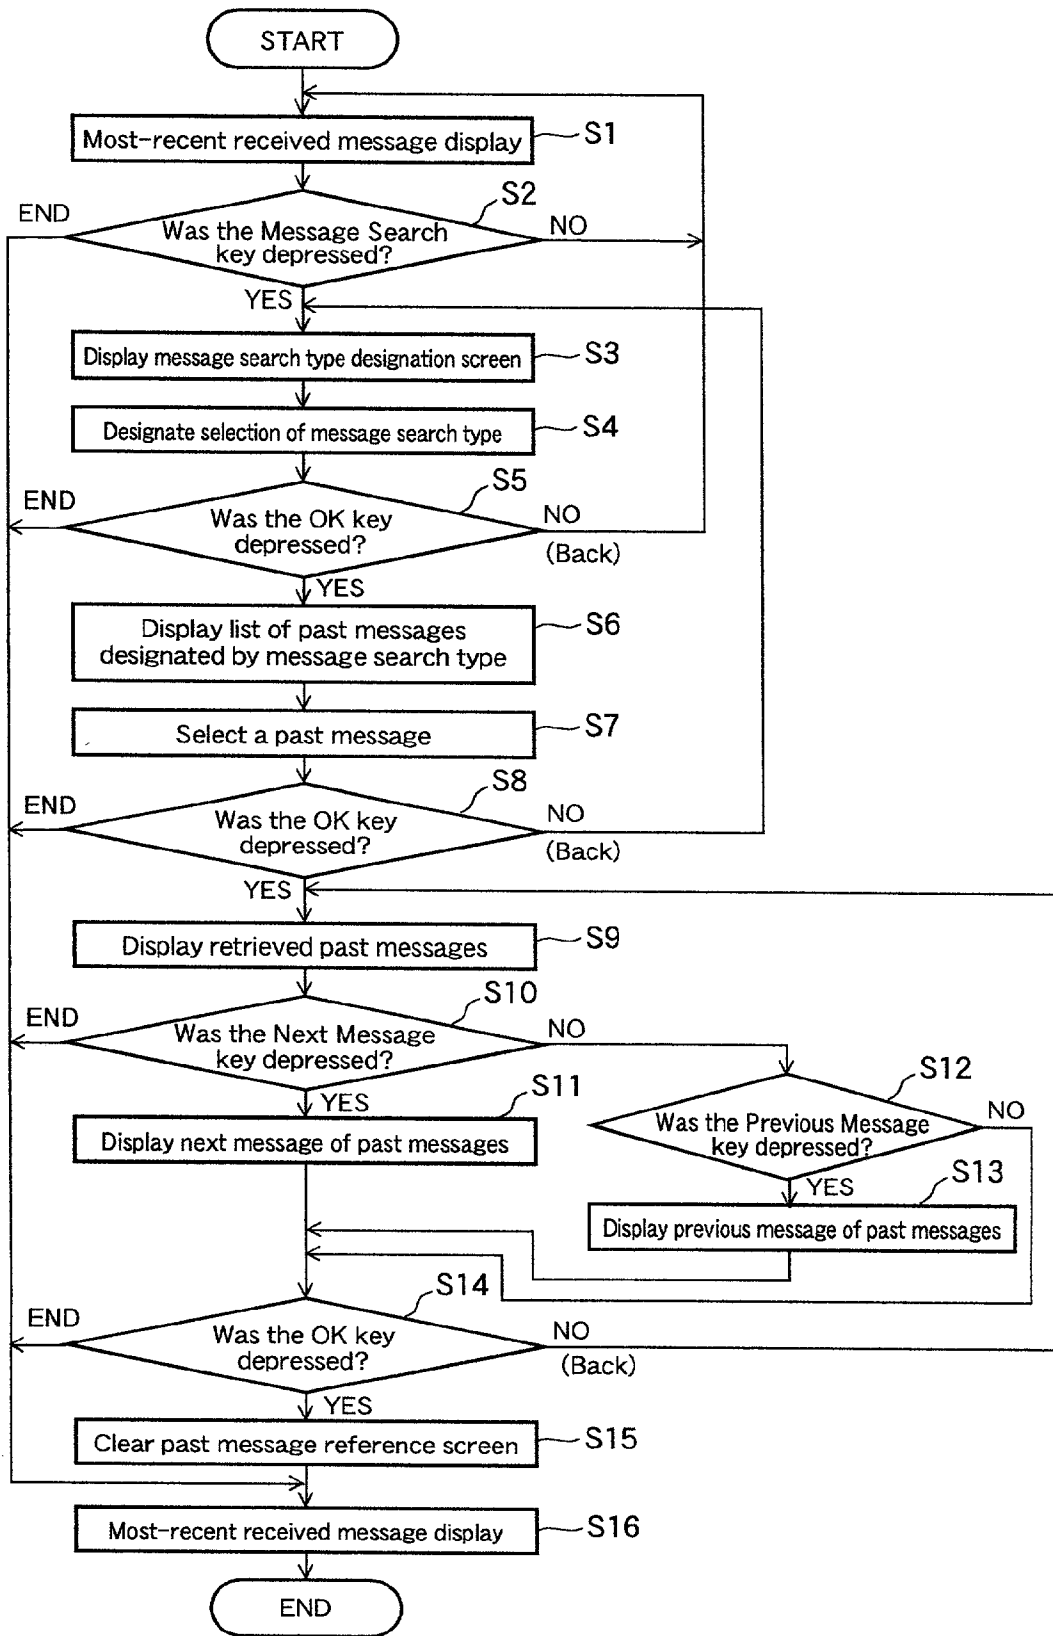 START
Most-recent received message display
S1
S2
END
Was the Message Search
key depressed?
NO
YES
Display message search type designation screen
S3
Designate selection of message search type
S4
S5
END
Was the OK key
depressed?
NO
(Back)
YES
Display list of past messages
designated by message search type
S6
Select a past message
S7
S8
END
Was the OK key
depressed?
NO
(Back)
YES
Display retrieved past messages
S9
S10
END
Was the Next Message
key depressed?
NO
YES
S11
Display next message of past messages
S12
Was the Previous Message
key depressed?
NO
YES
S13
Display previous message of past messages
S14
END
Was the OK key
depressed?
NO
(Back)
YES
Clear past message reference screen
S15
Most-recent received message display
S16
END